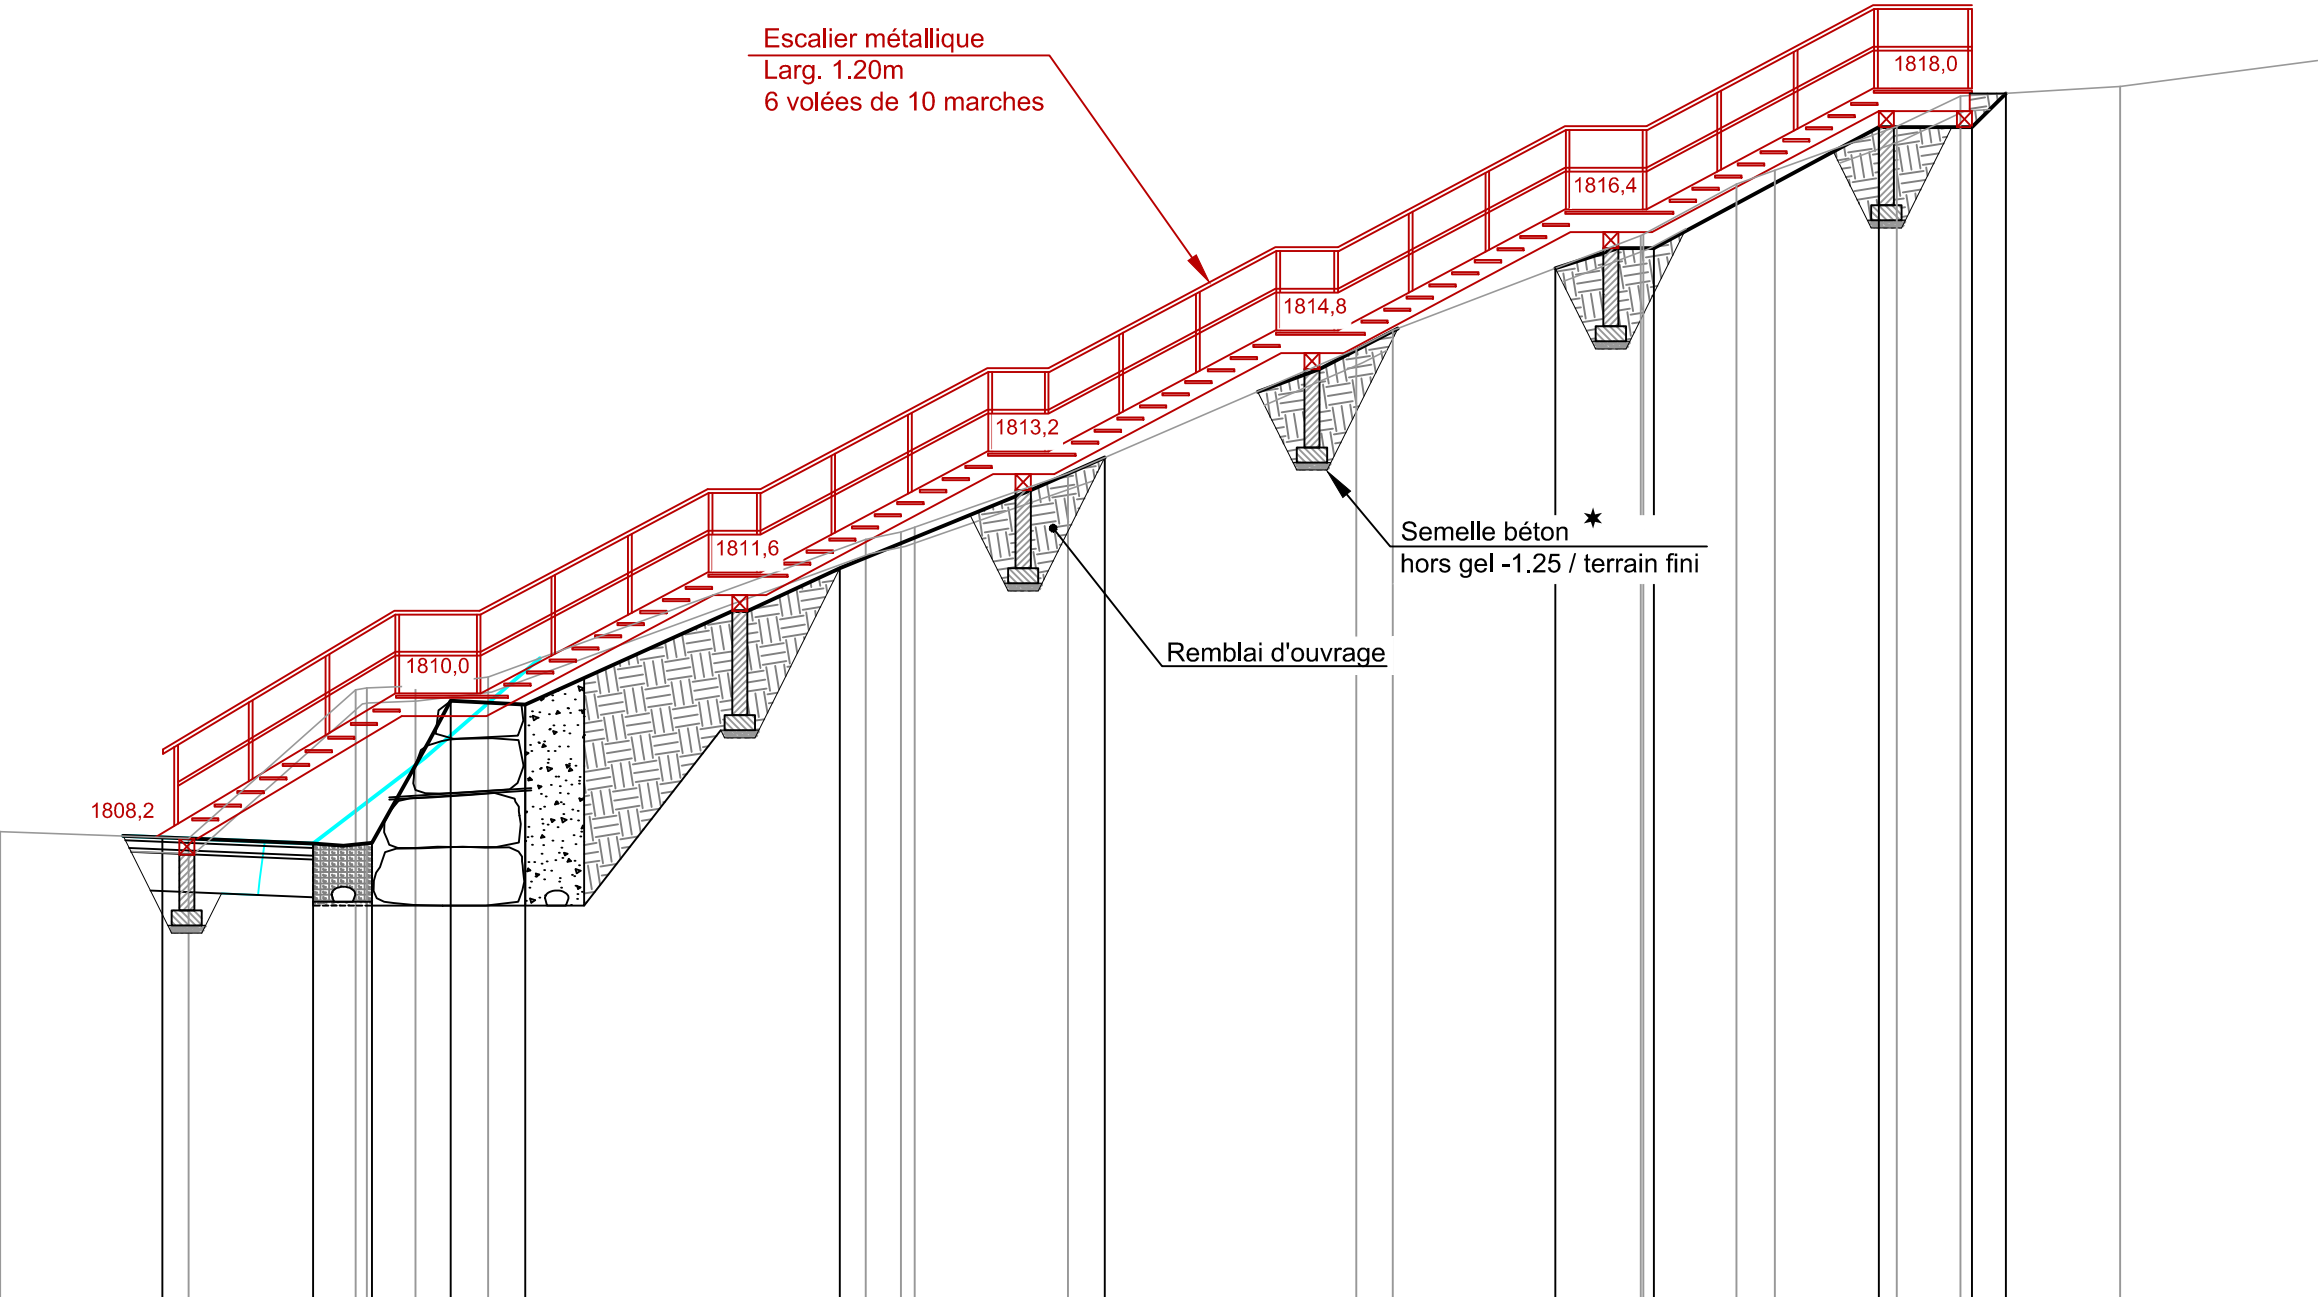 Escalier métallique
Larg. 1.20m
6 volées de 10 marches
1818,0
1816,4
1814,8
1813,2
Semelle béton ★
hors gel -1.25 / terrain fini
1811,6
Remblai d'ouvrage
1810,0
1808,2